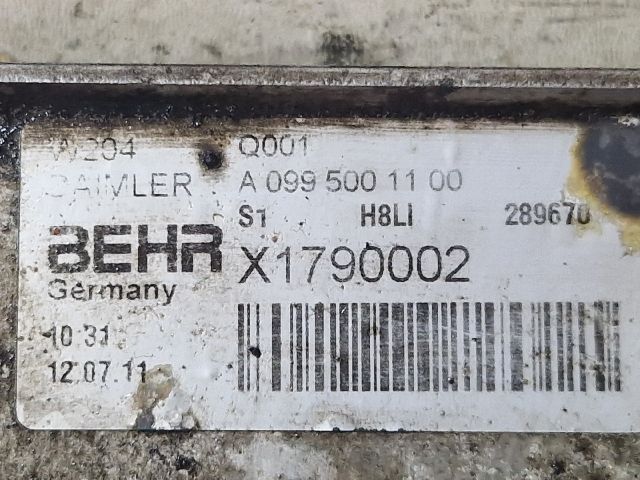 W204 Q001
DAIMLER A 099 500 11 00
S1 H8LI 289670
BEHR X1790002
Germany
10:31
12.07.11